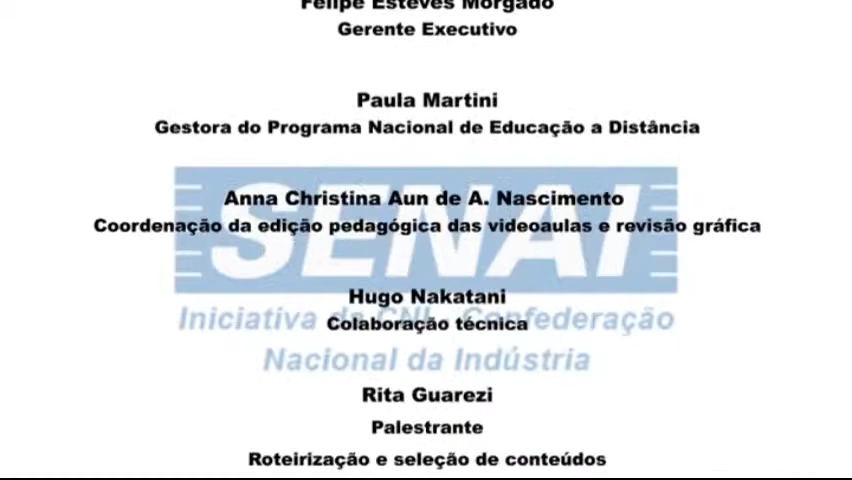 Felipe Esteves Morgado
Gerente Executivo
Paula Martini
Gestora do Programa Nacional de Educação a Distância
SENAI
Anna Christina Aun de A. Nascimento
Coordenação da edição pedagógica das videoaulas e revisão gráfica
Hugo Nakatani
Iniciativa da CNI - Confederação
Colaboração técnica
Nacional da Indústria
Rita Guarezi
Palestrante
Roteirização e seleção de conteúdos